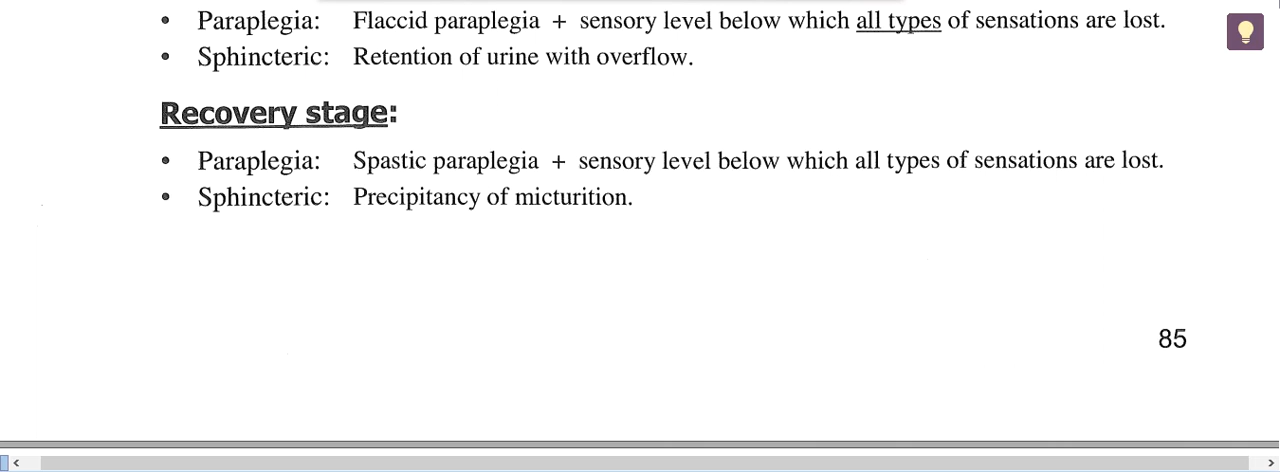 • Paraplegia: Flaccid paraplegia + sensory level below which all types of sensations are lost.
• Sphincteric: Retention of urine with overflow.
Recovery stage:
• Paraplegia: Spastic paraplegia + sensory level below which all types of sensations are lost.
• Sphincteric: Precipitancy of micturition.
85